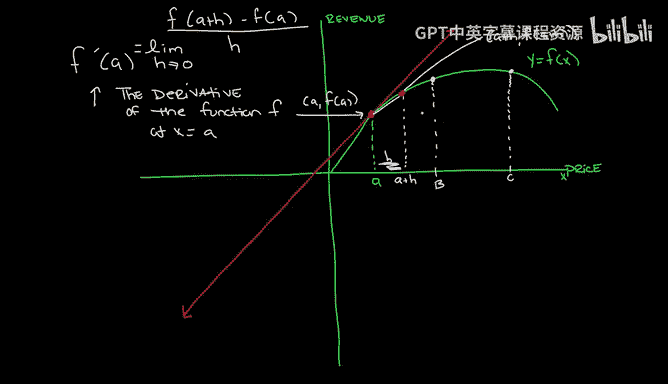 f(a+h) - f(a)
REVENUE
GPT中英字幕课程资源
bilibili
f'(a) = lim
h
h→0
y=f(x)
↑ THE DERIVATIVE
of the function f
(a, f(a))
at x = a
h
x PRICE
a
a+h
B
C